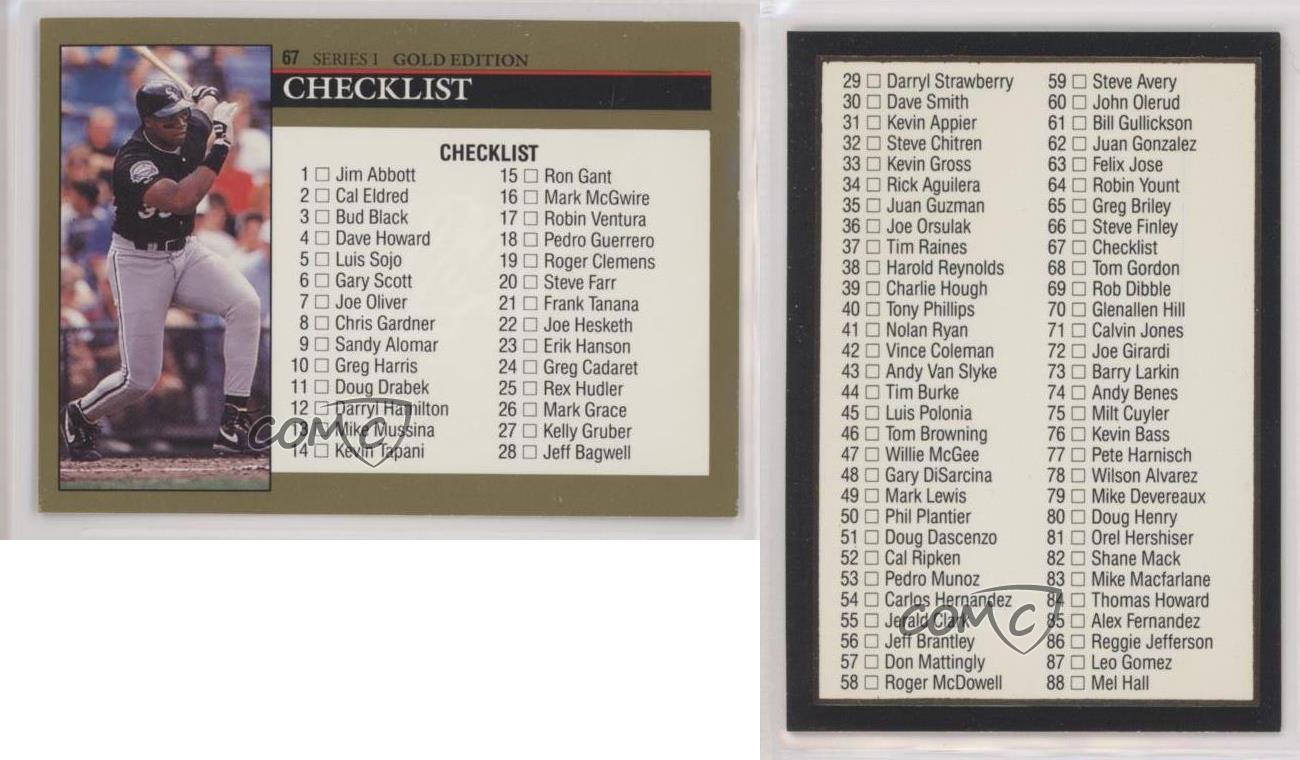 67 SERIES I GOLD EDITION
CHECKLIST
CHECKLIST
1 Jim Abbott
2 Cal Eldred
3 Bud Black
4 Dave Howard
5 Luis Sojo
6 Gary Scott
7 Joe Oliver
8 Chris Gardner
9 Sandy Alomar
10 Greg Harris
11 Doug Drabek
12 Darryl Hamilton
13 Mike Mussina
14 Kevin Tapani
15 Ron Gant
16 Mark McGwire
17 Robin Ventura
18 Pedro Guerrero
19 Roger Clemens
20 Steve Farr
21 Frank Tanana
22 Joe Hesketh
23 Erik Hanson
24 Greg Cadaret
25 Rex Hudler
26 Mark Grace
27 Kelly Gruber
28 Jeff Bagwell
COMC
29 Darryl Strawberry
30 Dave Smith
31 Kevin Appier
32 Steve Chitren
33 Kevin Gross
34 Rick Aguilera
35 Juan Guzman
36 Joe Orsulak
37 Tim Raines
38 Harold Reynolds
39 Charlie Hough
40 Tony Phillips
41 Nolan Ryan
42 Vince Coleman
43 Andy Van Slyke
44 Tim Burke
45 Luis Polonia
46 Tom Browning
47 Willie McGee
48 Gary DiSarcina
49 Mark Lewis
50 Phil Plantier
51 Doug Dascenzo
52 Cal Ripken
53 Pedro Munoz
54 Carlos Hernandez
55 Jerald Clark
56 Jeff Brantley
57 Don Mattingly
58 Roger McDowell
59 Steve Avery
60 John Olerud
61 Bill Gullickson
62 Juan Gonzalez
63 Felix Jose
64 Robin Yount
65 Greg Briley
66 Steve Finley
67 Checklist
68 Tom Gordon
69 Rob Dibble
70 Glenallen Hill
71 Calvin Jones
72 Joe Girardi
73 Barry Larkin
74 Andy Benes
75 Milt Cuyler
76 Kevin Bass
77 Pete Harnisch
78 Wilson Alvarez
79 Mike Devereaux
80 Doug Henry
81 Orel Hershiser
82 Shane Mack
83 Mike Macfarlane
84 Thomas Howard
85 Alex Fernandez
86 Reggie Jefferson
87 Leo Gomez
88 Mel Hall
COMC